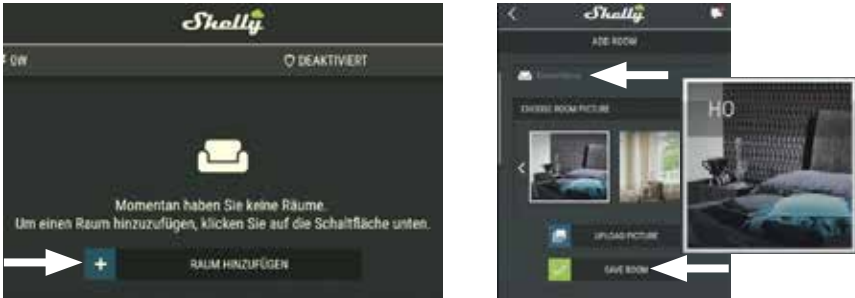 Shelly
0W
DEAKTIVIERT
Momentan haben Sie keine Räume.
Um einen Raum hinzuzufügen, klicken Sie auf die Schaltfläche unten.
+ RAUM HINZUFÜGEN
Shelly
ADD ROOM
CHOOSE ROOM PICTURE
HO
UPLOAD PICTURE
SAVE ROOM